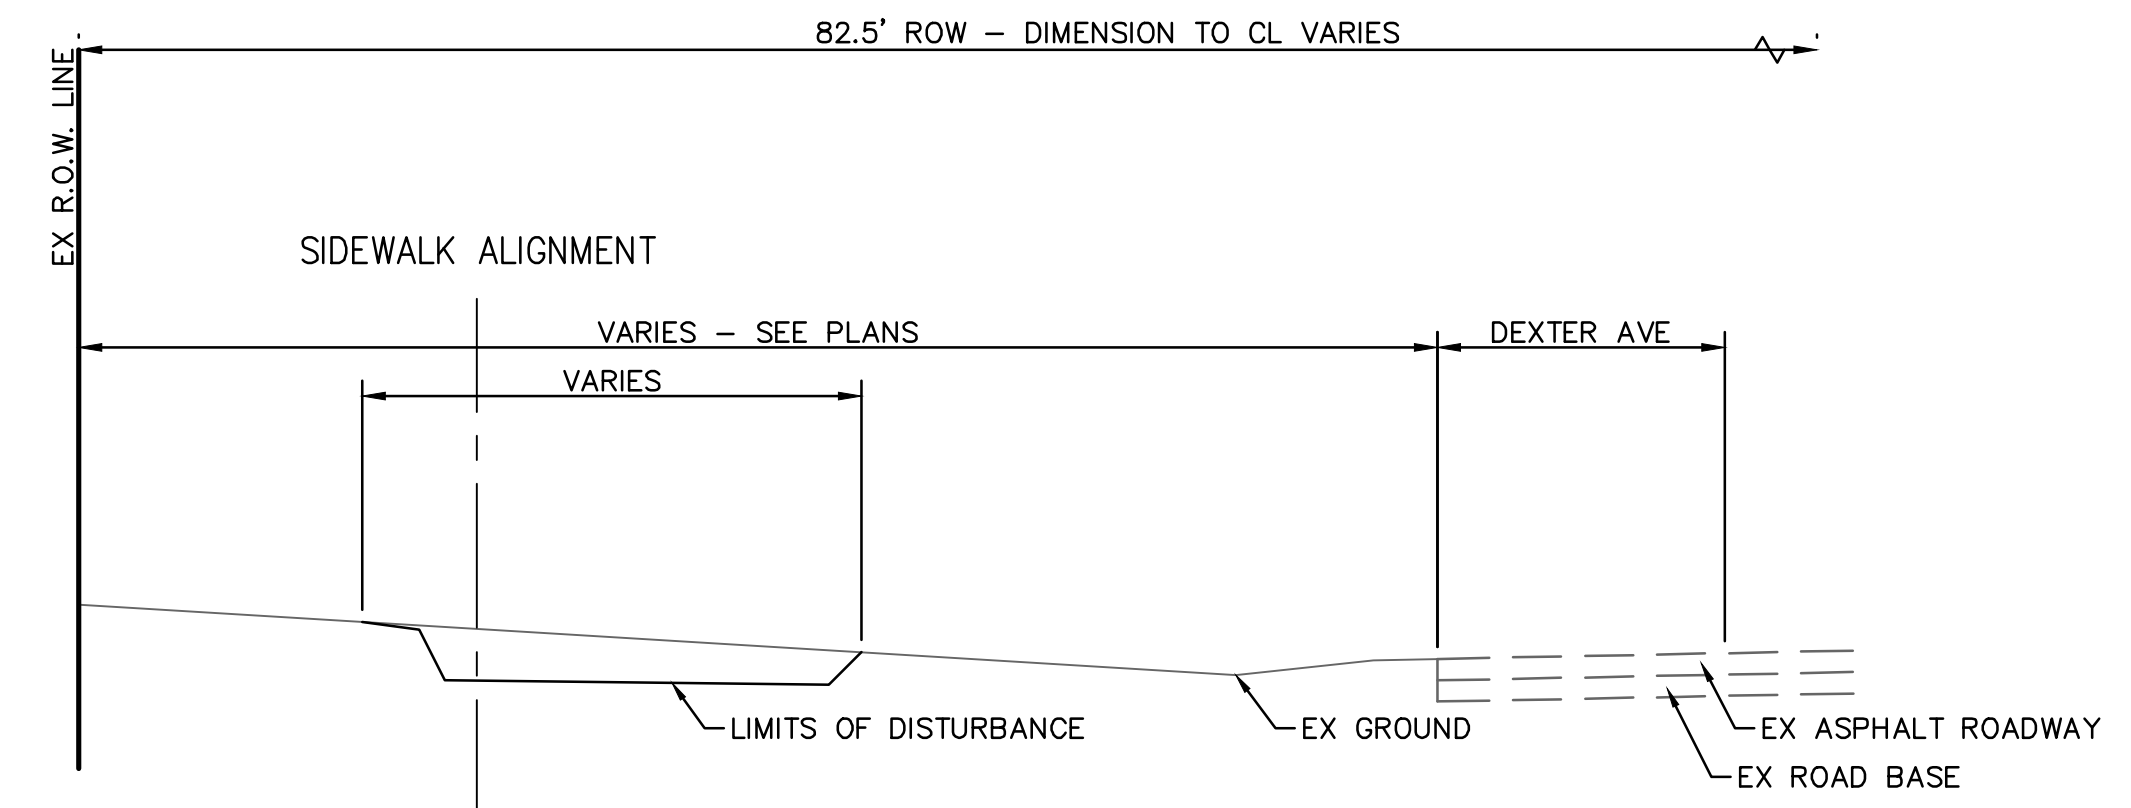 82.5' ROW – DIMENSION TO CL VARIES
EX R.O.W. LINE
SIDEWALK ALIGNMENT
VARIES – SEE PLANS
DEXTER AVE
VARIES
LIMITS OF DISTURBANCE
EX GROUND
EX ASPHALT ROADWAY
EX ROAD BASE